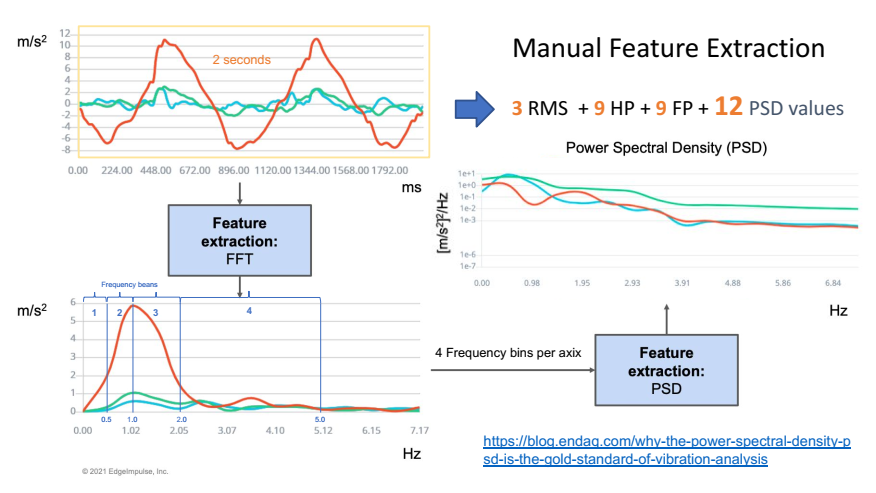 Manual Feature Extraction
m/s²
12
10
8
6
4
2
0
-2
-4
-6
-8
2 seconds
0.00 224.00 448.00 672.00 896.00 1120.00 1344.00 1568.00 1792.00
ms
3 RMS + 9 HP + 9 FP + 12 PSD values
Feature
extraction:
FFT
Power Spectral Density (PSD)
[m/s²]²/Hz
1e+1
1e+0
1e-1
1e-2
1e-3
1e-6
1e-7
0.00 0.98 1.95 2.93 3.91 4.88 5.86 6.84
Hz
Frequency beans
m/s²
1 2 3 4
6
5
4
3
2
1
0
0.5 1.0 2.0 5.0
0.00 1.02 2.05 3.07 4.10 5.12 6.15 7.17
Hz
4 Frequency bins per axix
Feature
extraction:
PSD
https://blog.endaq.com/why-the-power-spectral-density-p
sd-is-the-gold-standard-of-vibration-analysis
© 2021 EdgeImpulse, Inc.